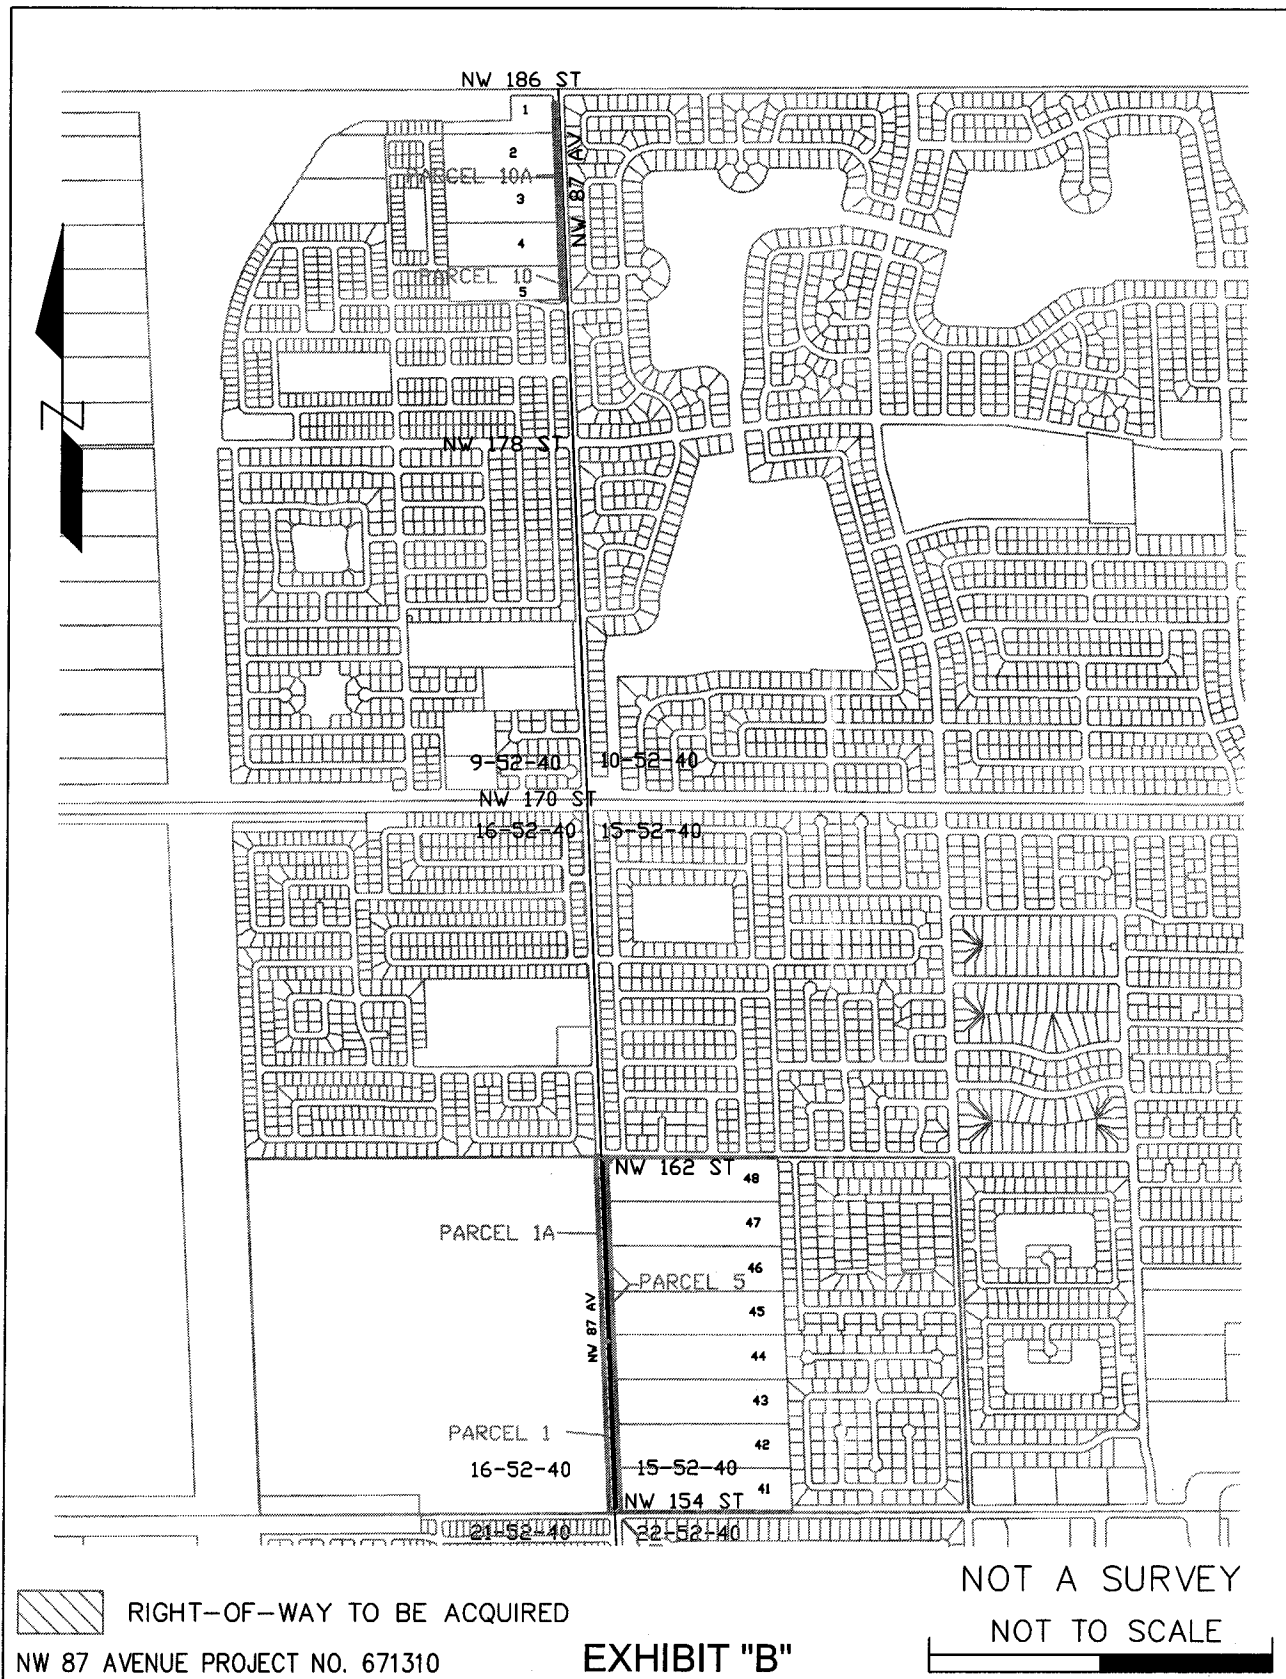 NW 186 ST
1
2
NW 87 AV
PARCEL 10A
3
4
PARCEL 10
5
Z
NW 178 ST
9-52-40
10-52-40
NW 170 ST
16-52-40
15-52-40
NW 162 ST
48
47
PARCEL 1A
46
PARCEL 5
45
NW 87 AV
44
43
PARCEL 1
42
16-52-40
15-52-40
41
NW 154 ST
21-52-40
22-52-40
NOT A SURVEY
RIGHT-OF-WAY TO BE ACQUIRED
NOT TO SCALE
NW 87 AVENUE PROJECT NO. 671310
EXHIBIT "B"